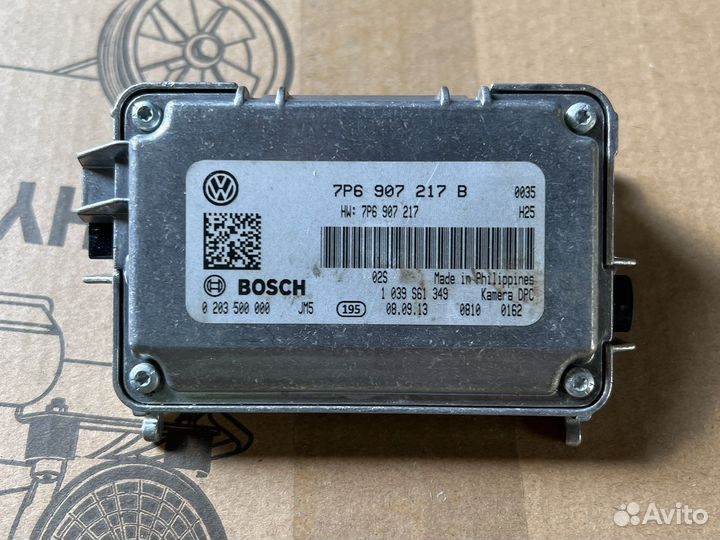 7P6 907 217 B 0035
HW: 7P6 907 217 H25
02S Made in Philippines
BOSCH 1 039 S61 349 Kamera DPC
0 203 500 000 JM5 195 08.09.13 0810 0162
HY
Avito